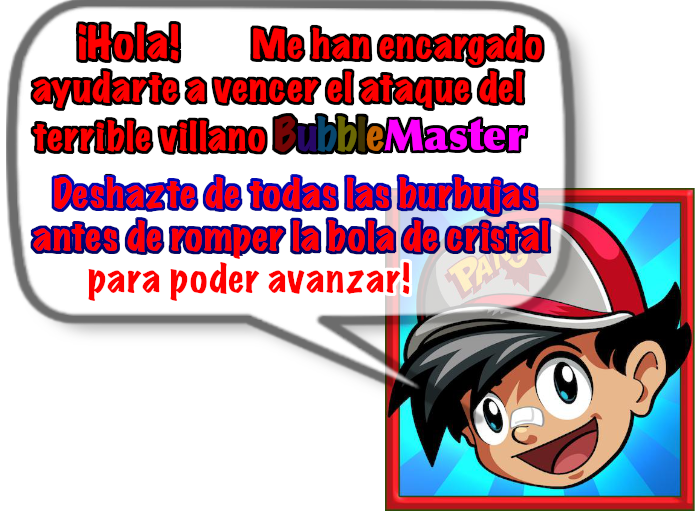 ¡Hola! Me han encargado
ayudarte a vencer el ataque del
terrible villano BubbleMaster
Deshazte de todas las burbujas
antes de romper la bola de cristal
para poder avanzar!
PANG